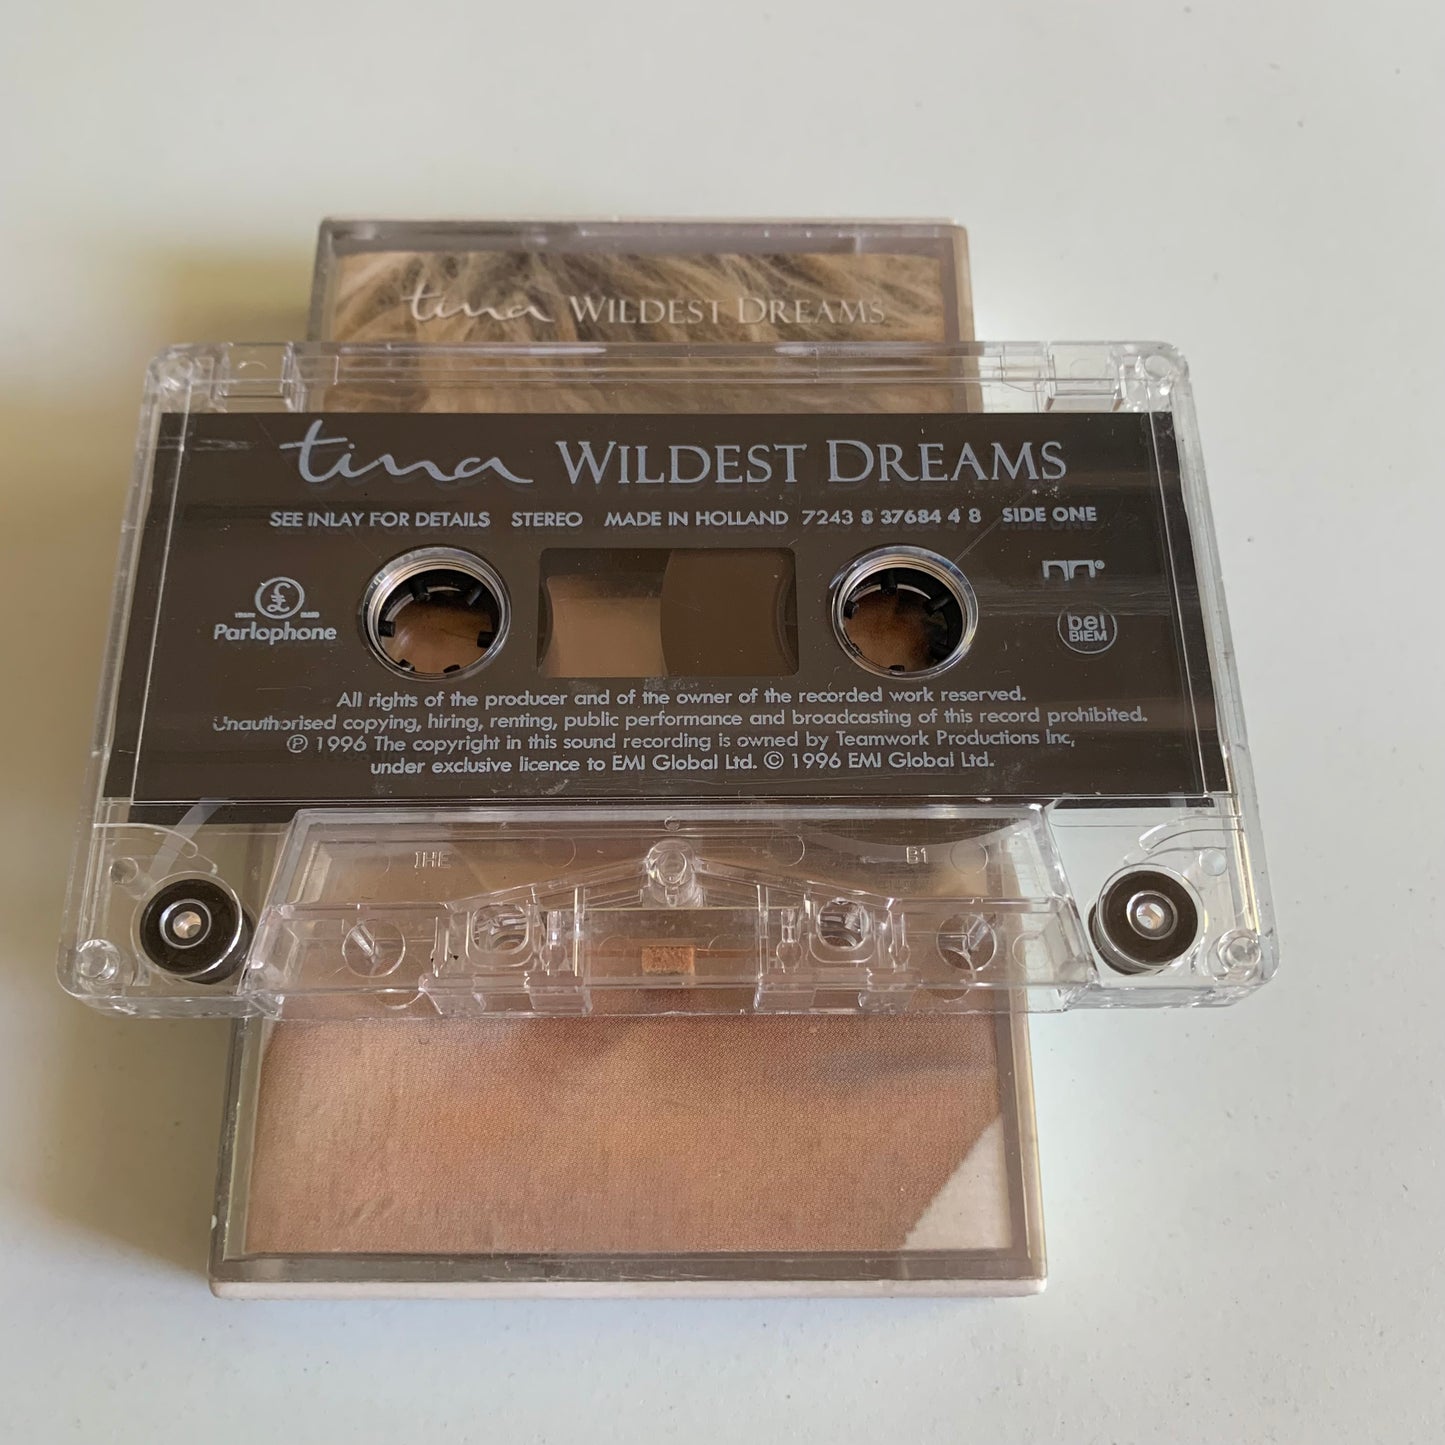 tina WILDEST DREAMS
tina WILDEST DREAMS
SEE INLAY FOR DETAILS STEREO MADE IN HOLLAND 7243 8 37684 4 8 SIDE ONE
£
Parlophone
bel
BIEM
All rights of the producer and of the owner of the recorded work reserved.
Unauthorised copying, hiring, renting, public performance and broadcasting of this record prohibited.
℗ 1996 The copyright in this sound recording is owned by Teamwork Productions Inc,
under exclusive licence to EMI Global Ltd. © 1996 EMI Global Ltd.